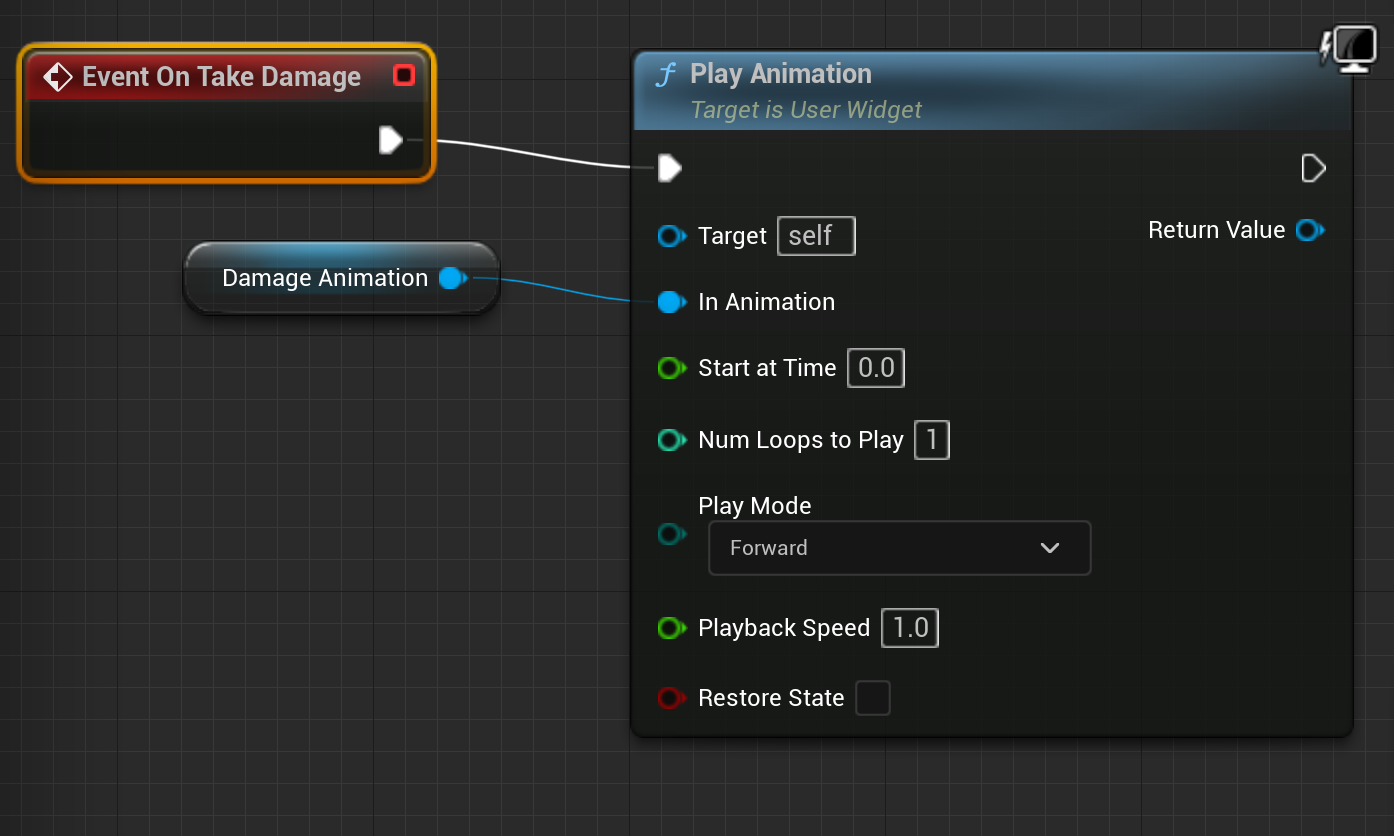 Event On Take Damage
Play Animation
Target is User Widget
Target self
Return Value
Damage Animation
In Animation
Start at Time 0.0
Num Loops to Play 1
Play Mode
Forward
Playback Speed 1.0
Restore State